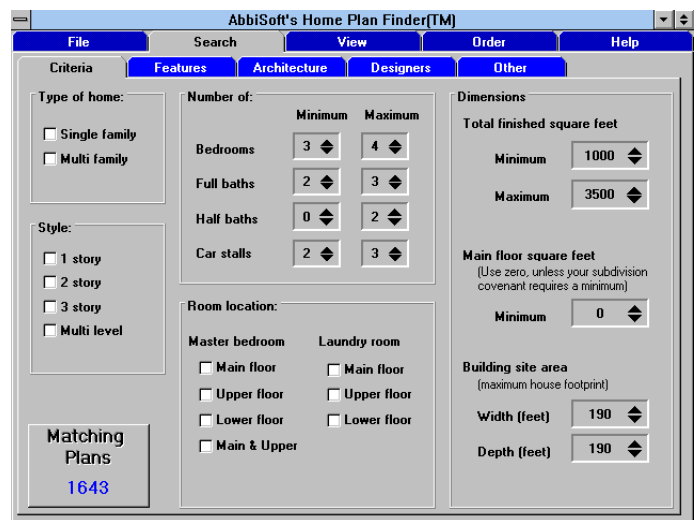 AbbiSoft's Home Plan Finder(TM)
File Search View Order Help
Criteria Features Architecture Designers Other
Type of home:
Single family
Multi family
Style:
1 story
2 story
3 story
Multi level
Matching
Plans
1643
Number of:
Minimum Maximum
Bedrooms 3 4
Full baths 2 3
Half baths 0 2
Car stalls 2 3
Room location:
Master bedroom Laundry room
Main floor Main floor
Upper floor Upper floor
Lower floor Lower floor
Main & Upper
Dimensions
Total finished square feet
Minimum 1000
Maximum 3500
Main floor square feet
(Use zero, unless your subdivision
covenant requires a minimum)
Minimum 0
Building site area
(maximum house footprint)
Width (feet) 190
Depth (feet) 190